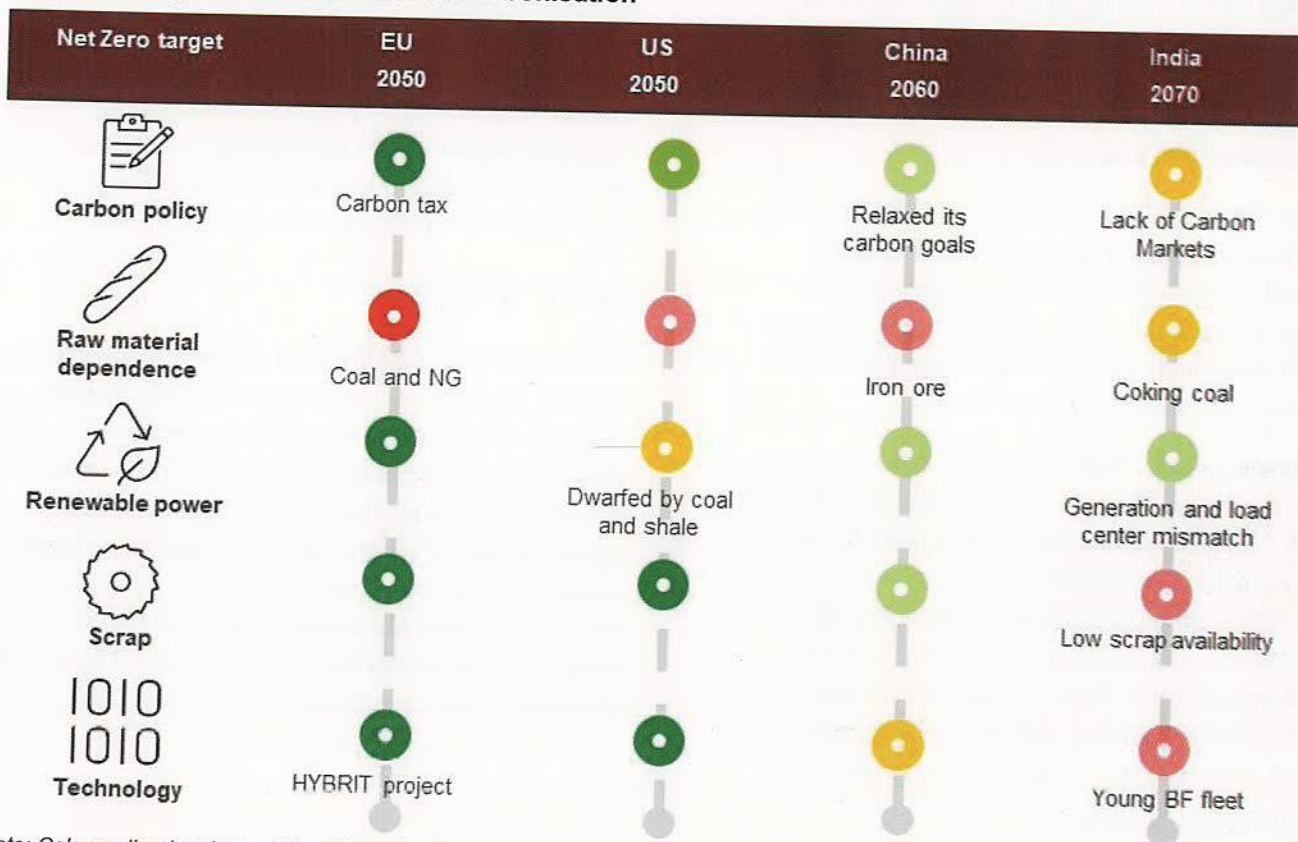 Net Zero target EU US China India
2050 2050 2060 2070
Carbon policy
Carbon tax
Relaxed its
carbon goals
Lack of Carbon
Markets
Raw material
dependence
Coal and NG
Iron ore
Coking coal
Renewable power
Dwarfed by coal
and shale
Generation and load
center mismatch
Scrap
Low scrap availability
1010
1010
Technology
HYBRIT project
Young BF fleet